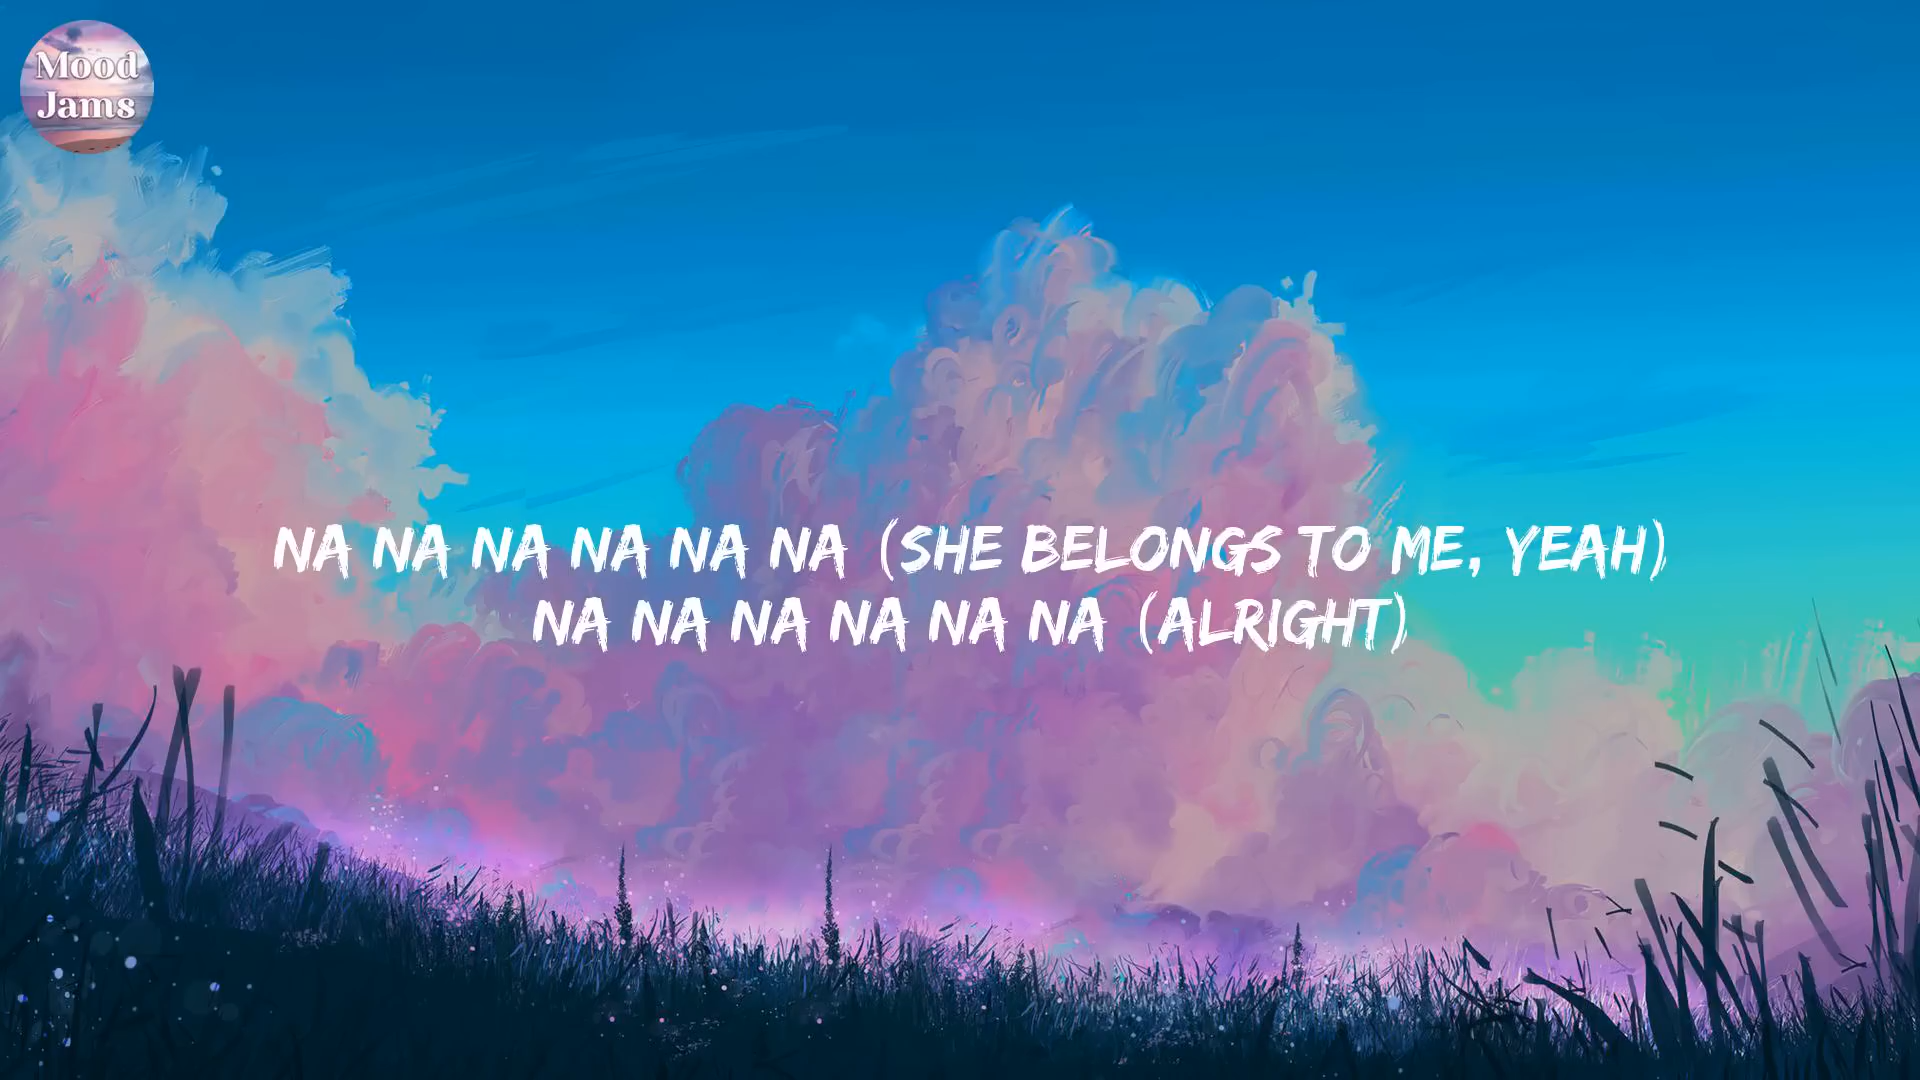 Mood
Jams
NA NA NA NA NA NA (SHE BELONGS TO ME, YEAH)
NA NA NA NA NA NA (ALRIGHT)